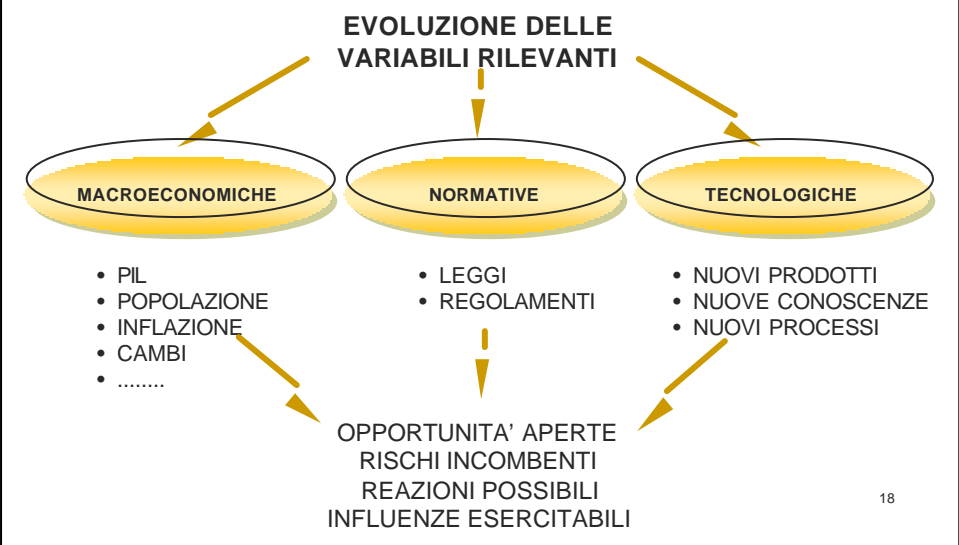 EVOLUZIONE DELLE
VARIABILI RILEVANTI
MACROECONOMICHE
NORMATIVE
TECNOLOGICHE
• PIL
• POPOLAZIONE
• INFLAZIONE
• CAMBI
• ........
• LEGGI
• REGOLAMENTI
• NUOVI PRODOTTI
• NUOVE CONOSCENZE
• NUOVI PROCESSI
OPPORTUNITA’ APERTE
RISCHI INCOMBENTI
REAZIONI POSSIBILI
INFLUENZE ESERCITABILI
18